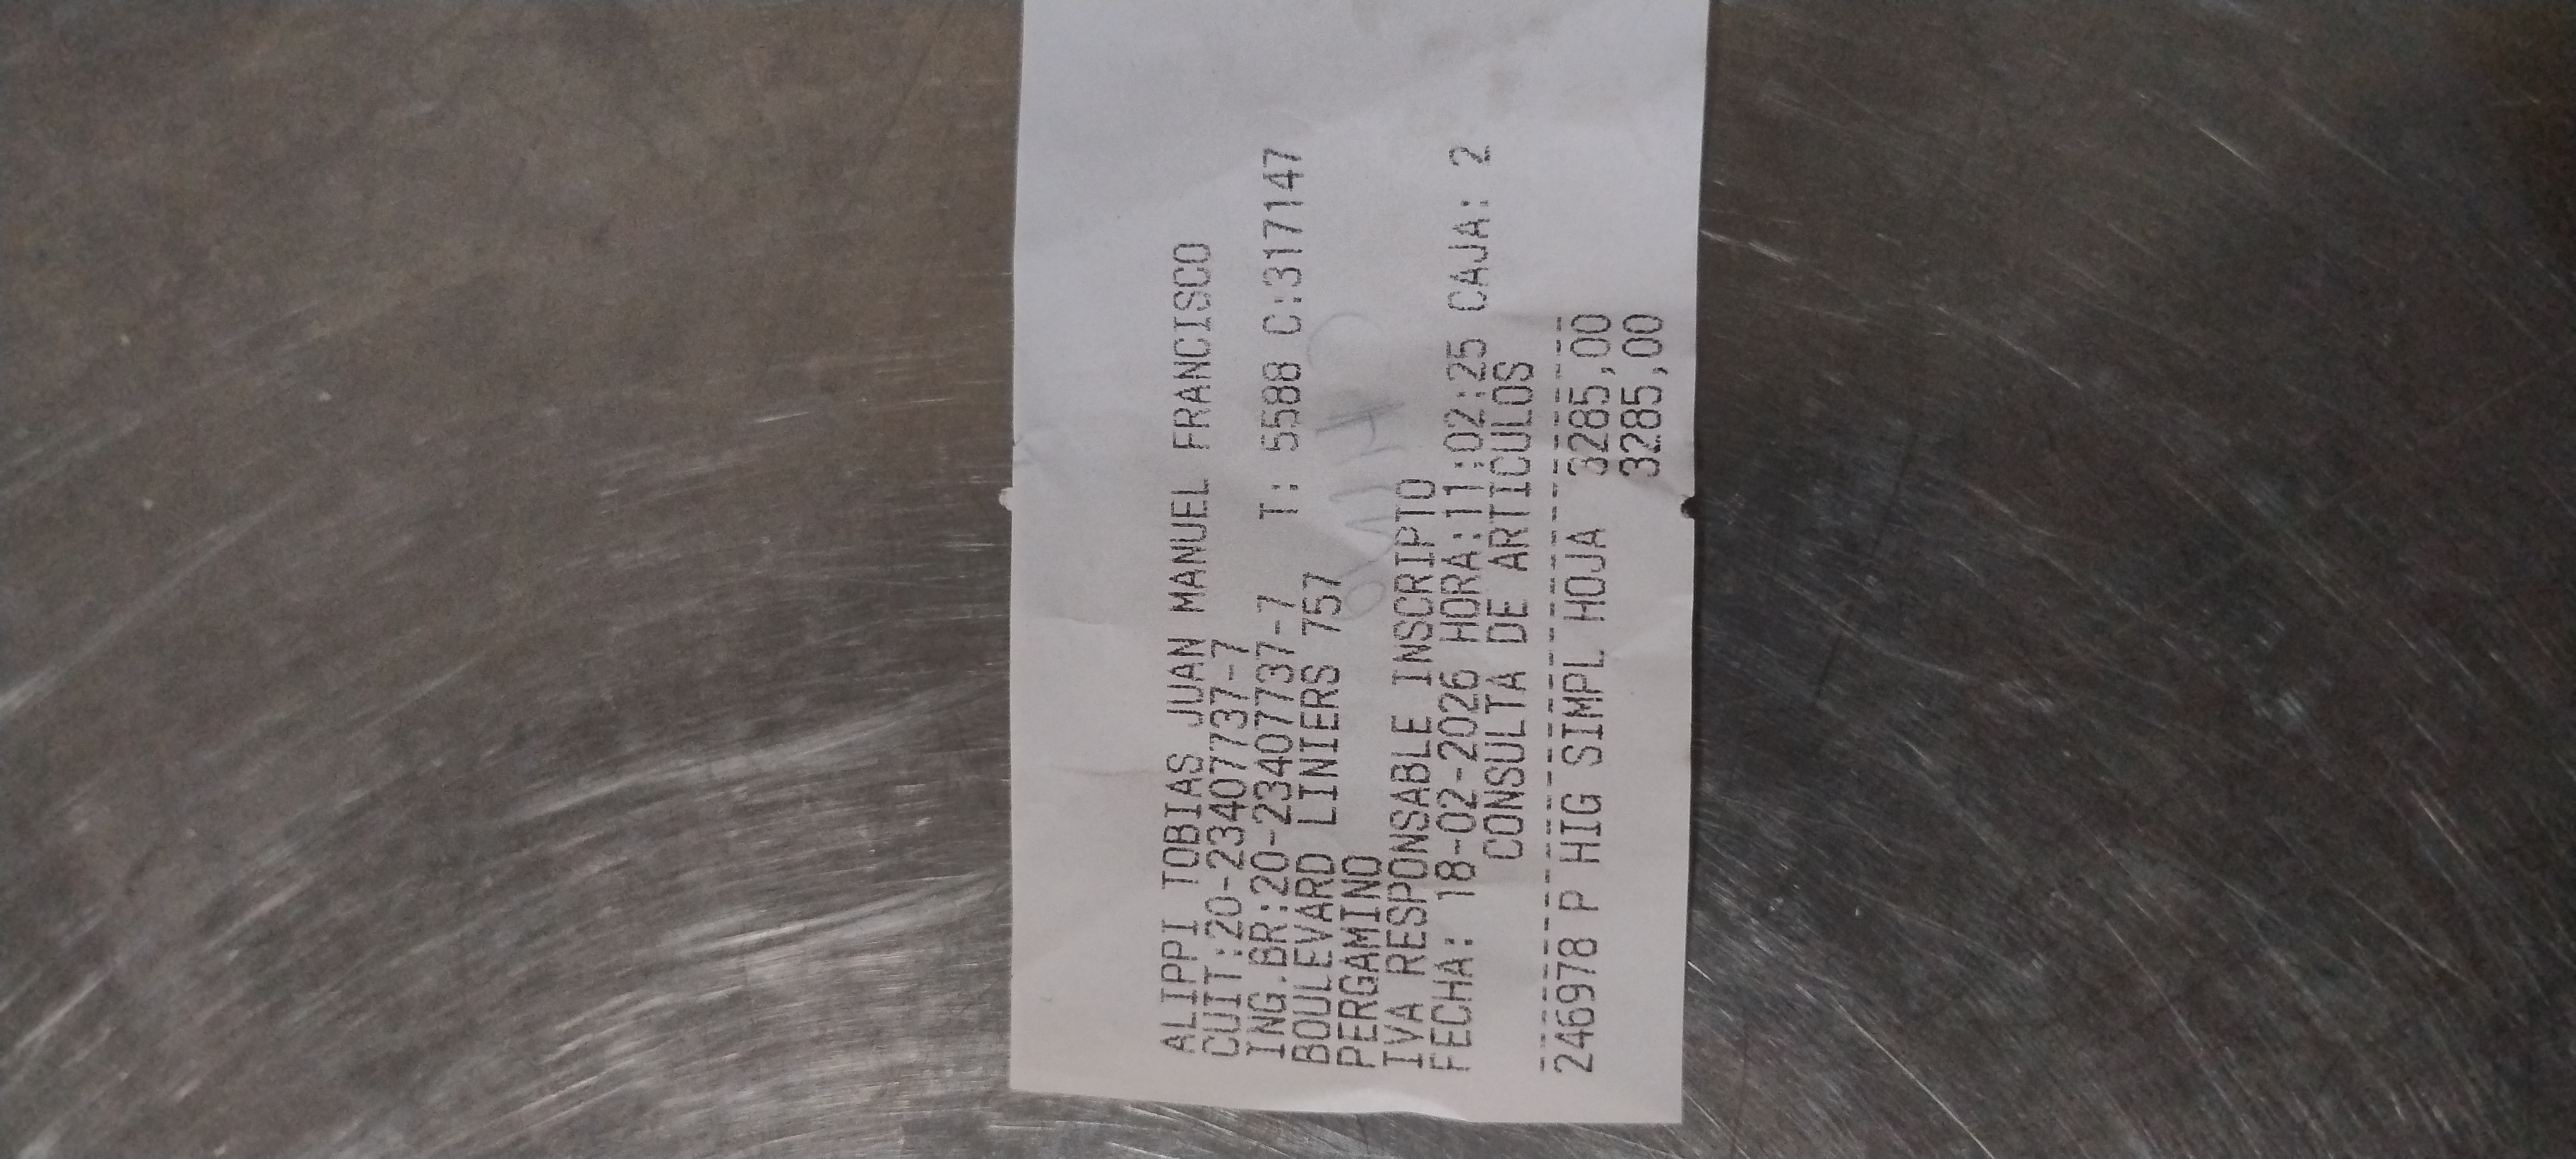 ALIPPI TOBIAS JUAN MANUEL FRANCISCO
CUIT:20-23407737-7
ING.BR:20-23407737-7 T: 5588 C:317147
BOULEVARD LINIERS 757
PERGAMINO
IVA RESPONSABLE INSCRIPTO
FECHA: 18-02-2026 HORA:11:02:25 CAJA: 2
CONSULTA DE ARTICULOS
246978 P HIG SIMPL HOJA 3285,00
3285,00